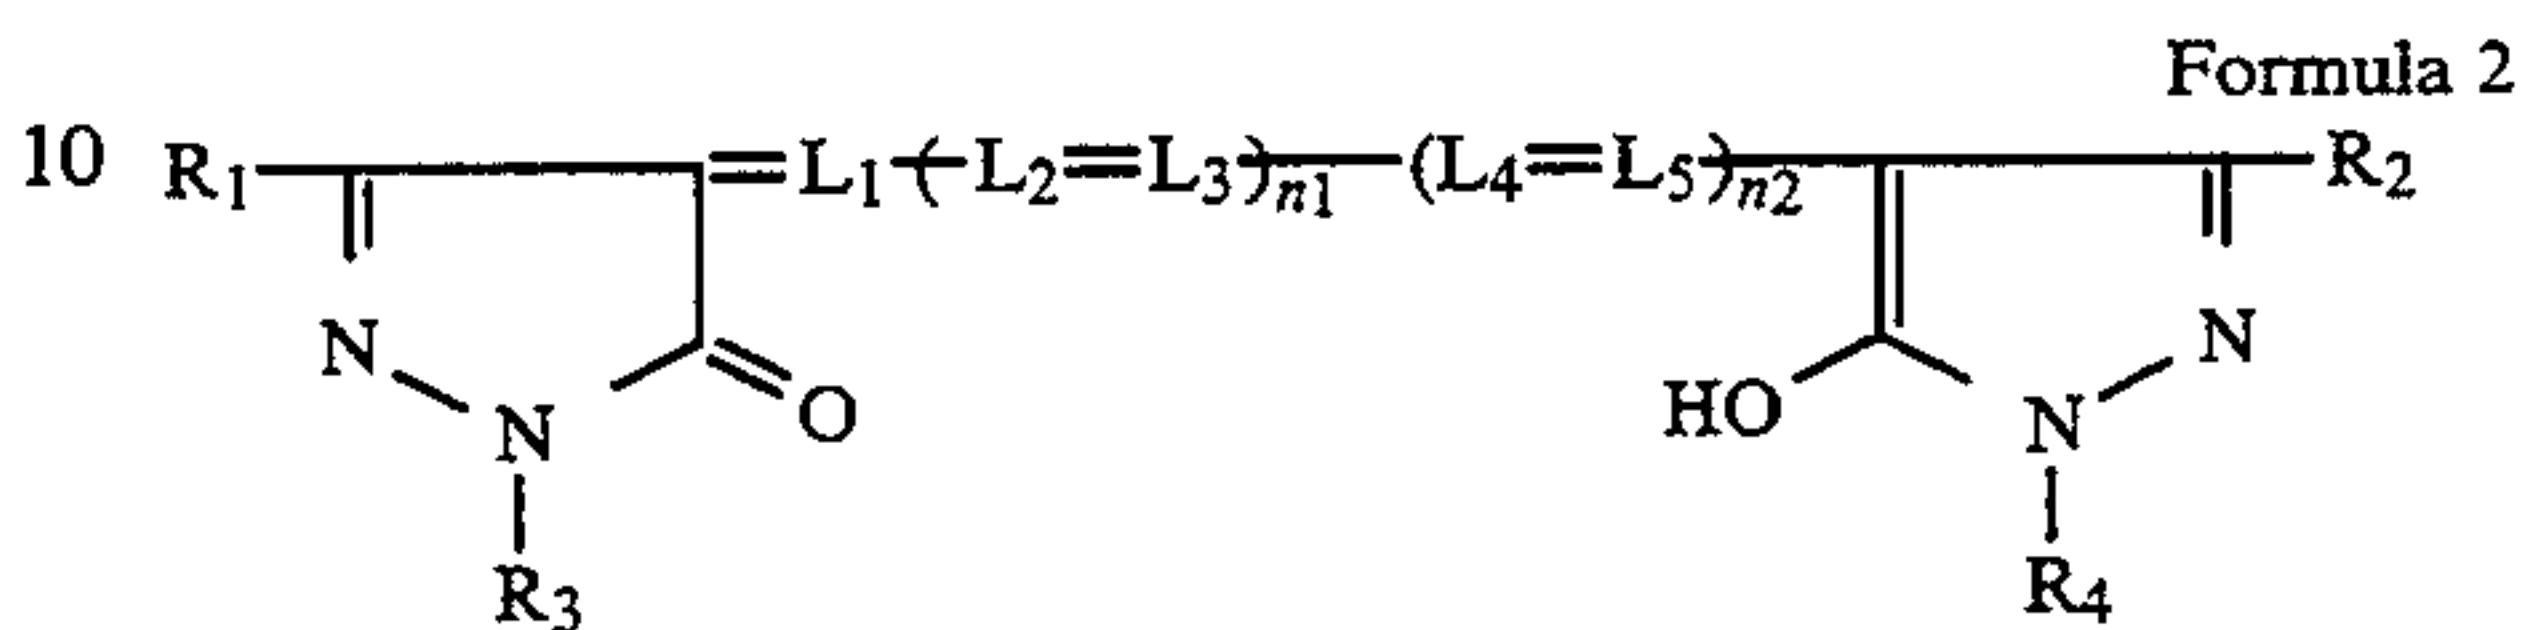 Formula 2
10 R1 =L1-(L2=L3)n1-(L4=L5)n2 R2
N N
O HO
N N
R3 R4